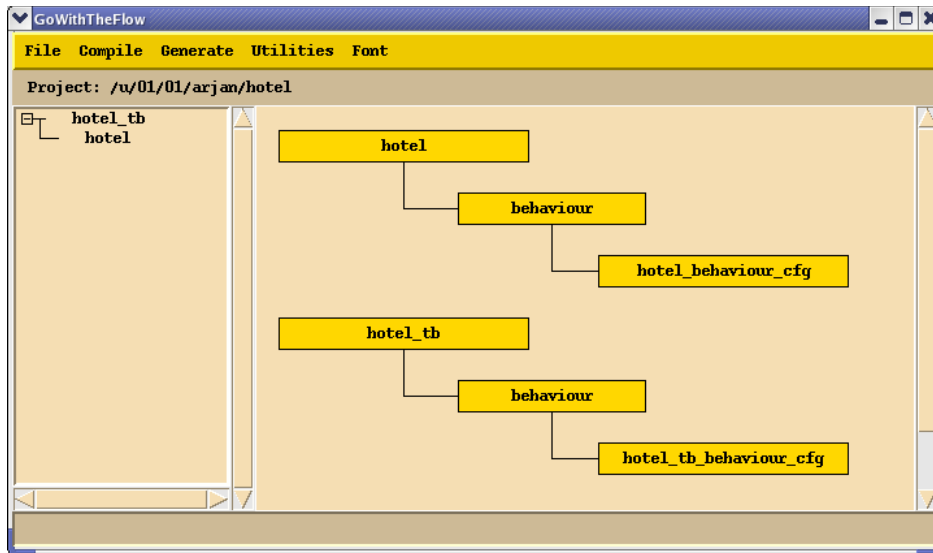 GoWithTheFlow
File Compile Generate Utilities Font
Project: /u/01/01/arjan/hotel
hotel_tb
hotel
hotel
behaviour
hotel_behaviour_cfg
hotel_tb
behaviour
hotel_tb_behaviour_cfg